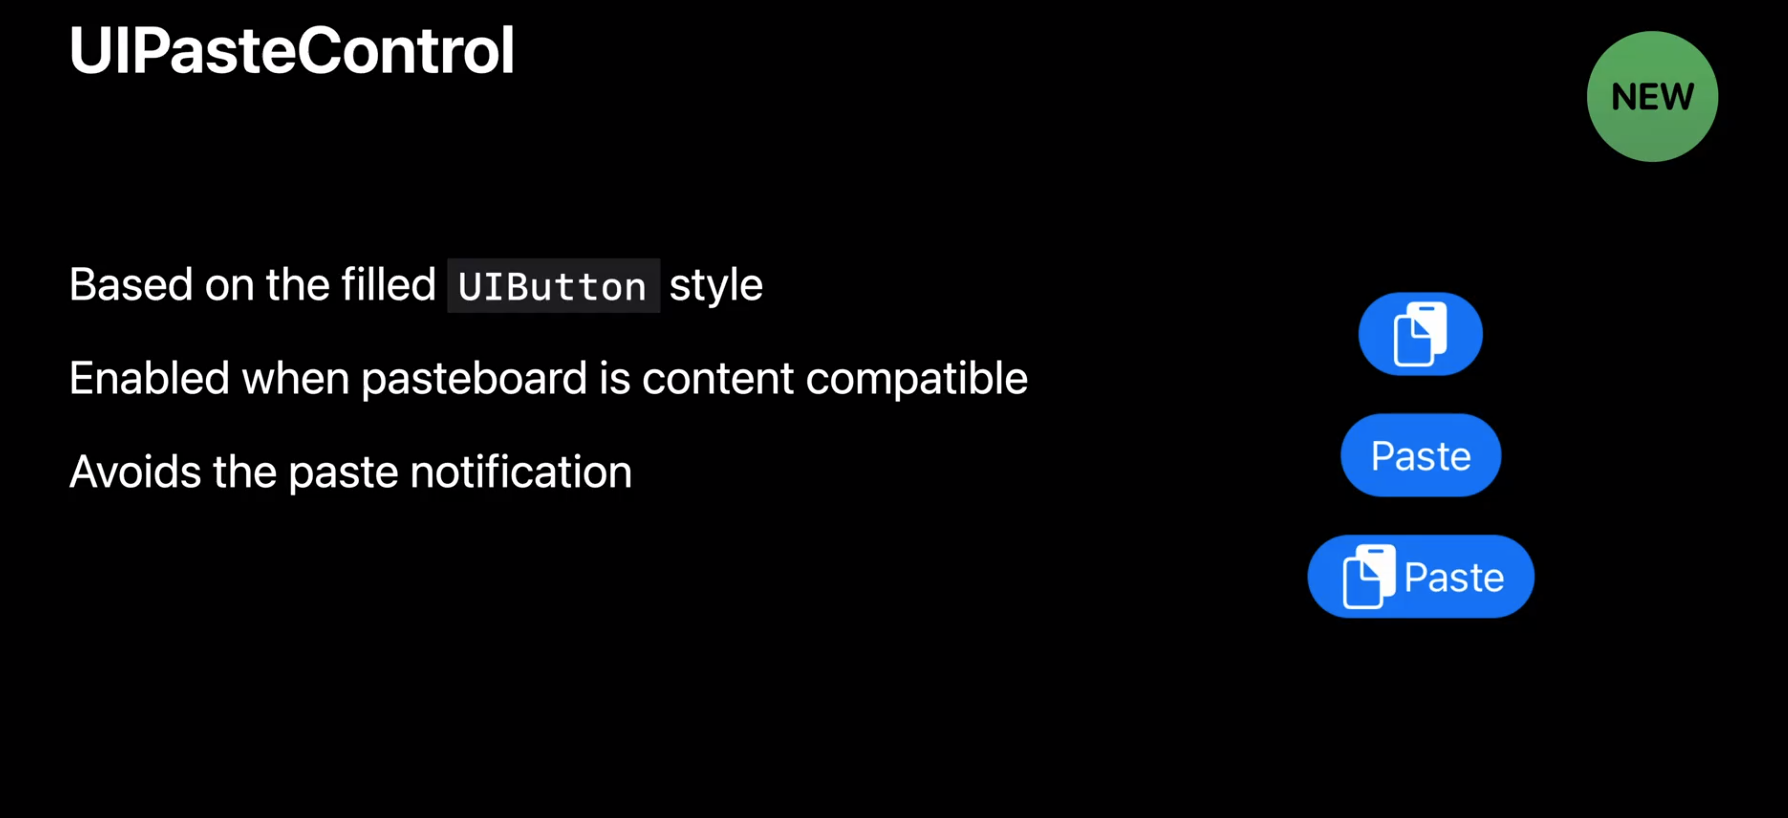 UIPasteControl
NEW
Based on the filled UIButton style
Enabled when pasteboard is content compatible
Avoids the paste notification
Paste
Paste